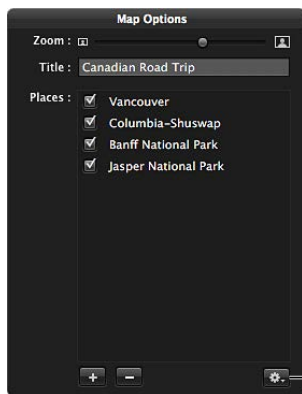 Map Options
Zoom :
Title : Canadian Road Trip
Places :
Vancouver
Columbia-Shuswap
Banff National Park
Jasper National Park